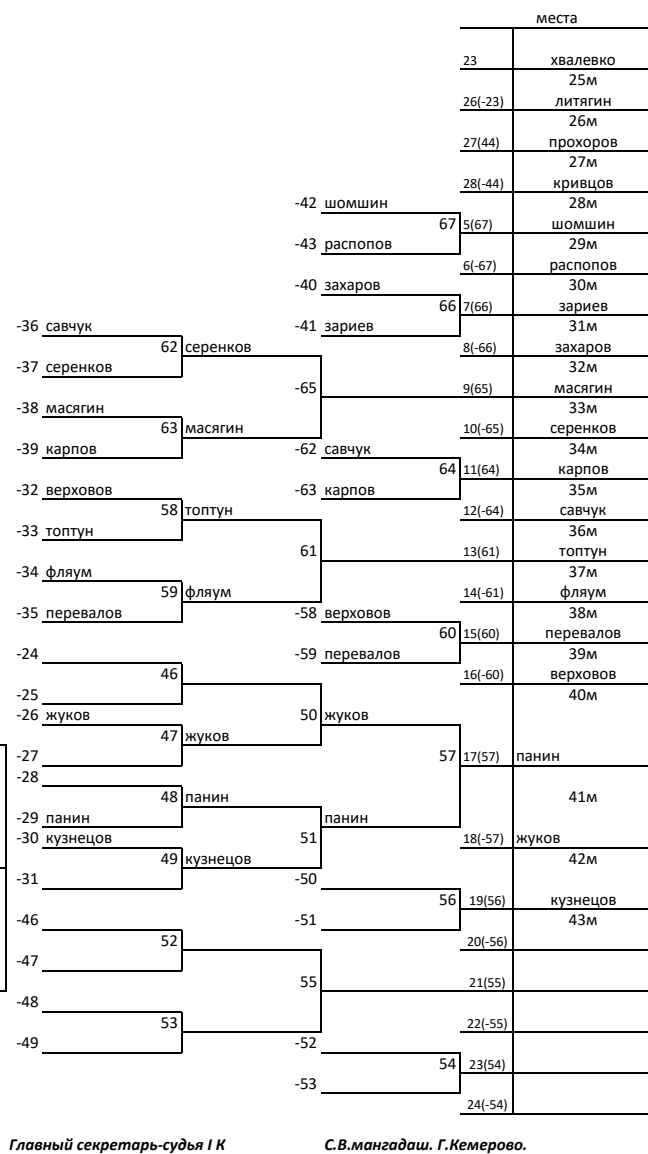 места
23 хвалевко
25м
26(-23) литягин
26м
27(44) прохоров
27м
28(-44) кривцов
-42 шомшин 28м
67 5(67) шомшин
-43 распопов 29м
6(-67) распопов
-40 захаров 30м
66 7(66) зариев
-36 савчук -41 зариев 31м
62 серенков 8(-66) захаров
-37 серенков 32м
-65 9(65) масягин
-38 масягин 33м
63 масягин 10(-65) серенков
-39 карпов -62 савчук 34м
64 11(64) карпов
-32 верховов -63 карпов 35м
58 топтун 12(-64) савчук
-33 топтун 36м
61 13(61) топтун
-34 фляум 37м
59 фляум 14(-61) фляум
-35 перевалов -58 верховов 38м
60 15(60) перевалов
-24 -59 перевалов 39м
46 16(-60) верховов
-25 40м
-26 жуков 50 жуков
47 жуков
-27 57 17(57) панин
-28
48 панин 41м
-29 панин панин
-30 кузнецов 51 18(-57) жуков
49 кузнецов 42м
-31 -50
56 19(56) кузнецов
-46 -51 43м
52 20(-56)
-47
55 21(55)
-48
53 22(-55)
-49 -52
54 23(54)
-53
24(-54)
Главный секретарь-судья I К С.В.мангадаш. Г.Кемерово.